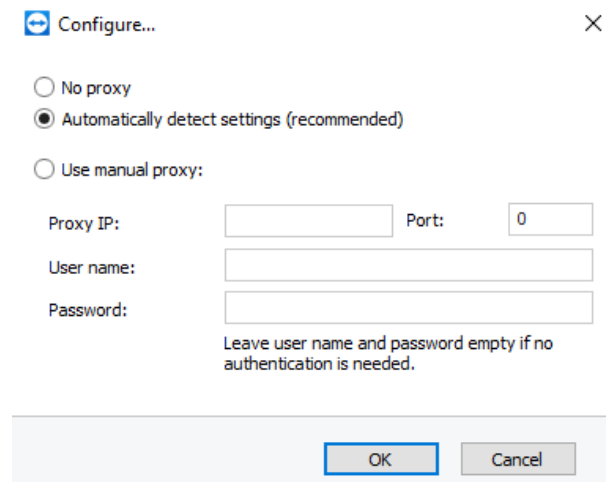 Configure...
No proxy
Automatically detect settings (recommended)
Use manual proxy:
Proxy IP:
Port: 0
User name:
Password:
Leave user name and password empty if no
authentication is needed.
OK Cancel